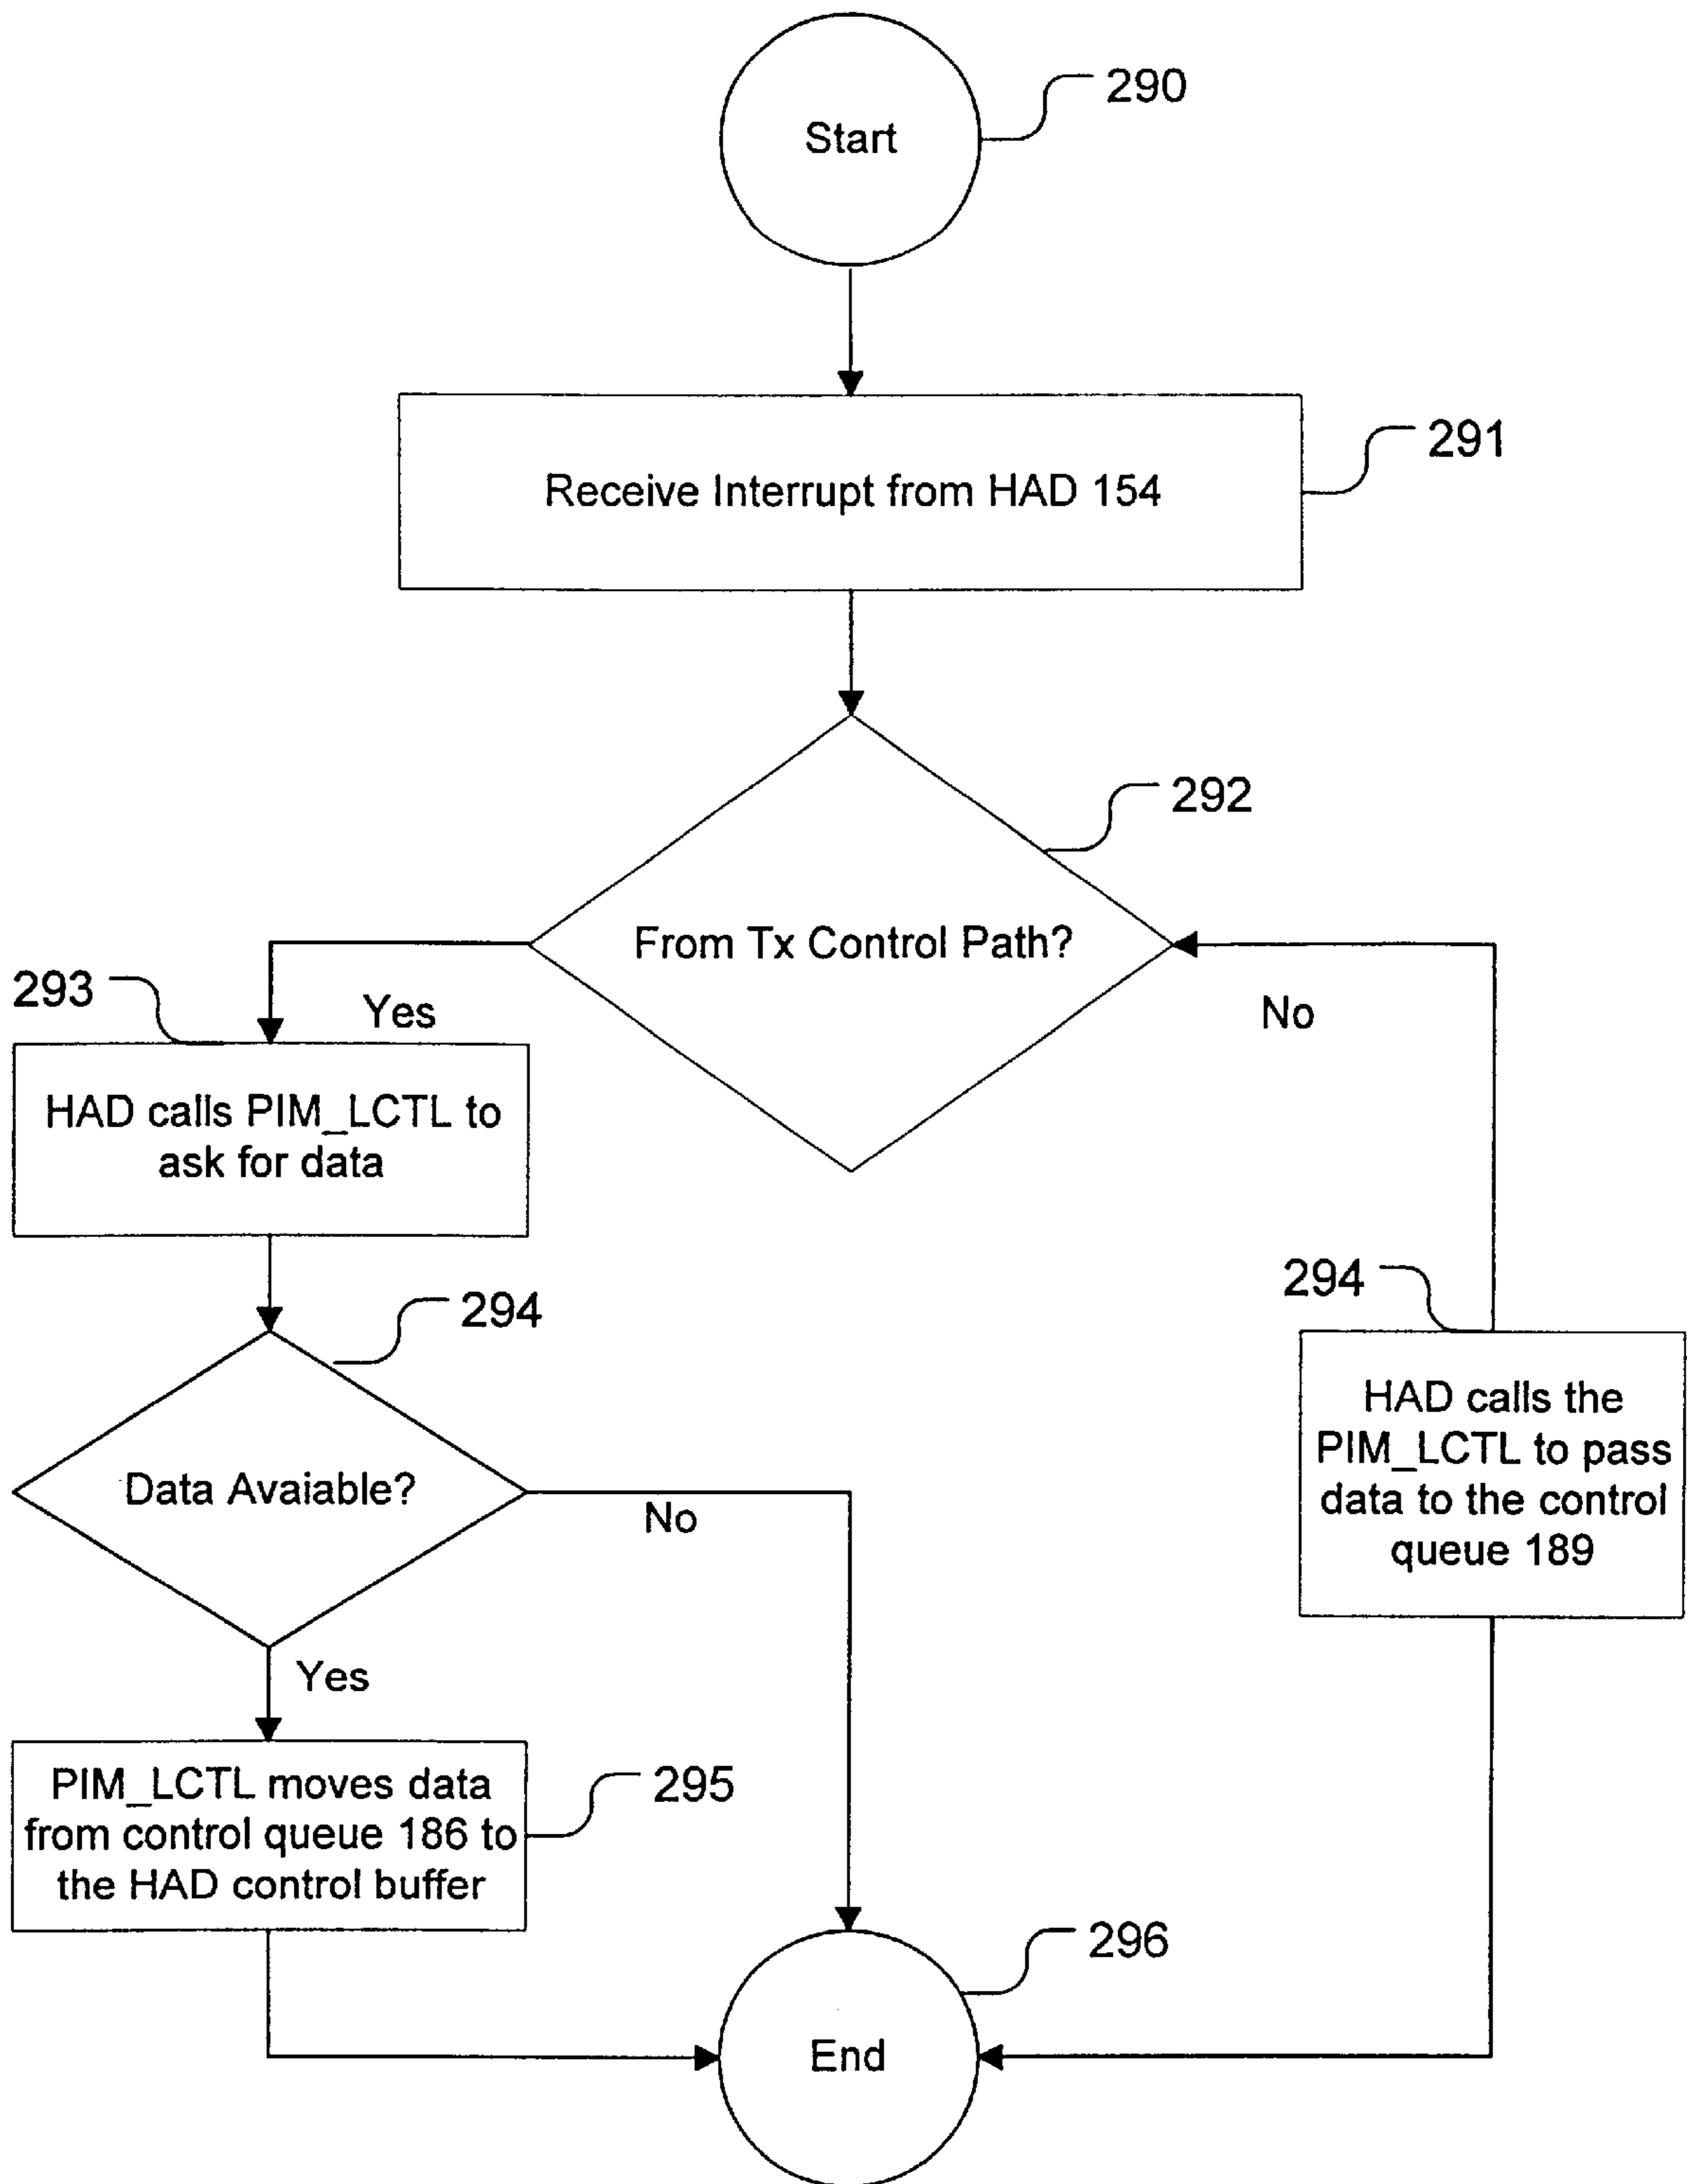 Start
290
Receive Interrupt from HAD 154
291
292
From Tx Control Path?
293
Yes
No
HAD calls PIM_LCTL to
ask for data
294
294
Data Avaiable?
No
HAD calls the
PIM_LCTL to pass
data to the control
queue 189
Yes
PIM_LCTL moves data
from control queue 186 to
the HAD control buffer
295
296
End